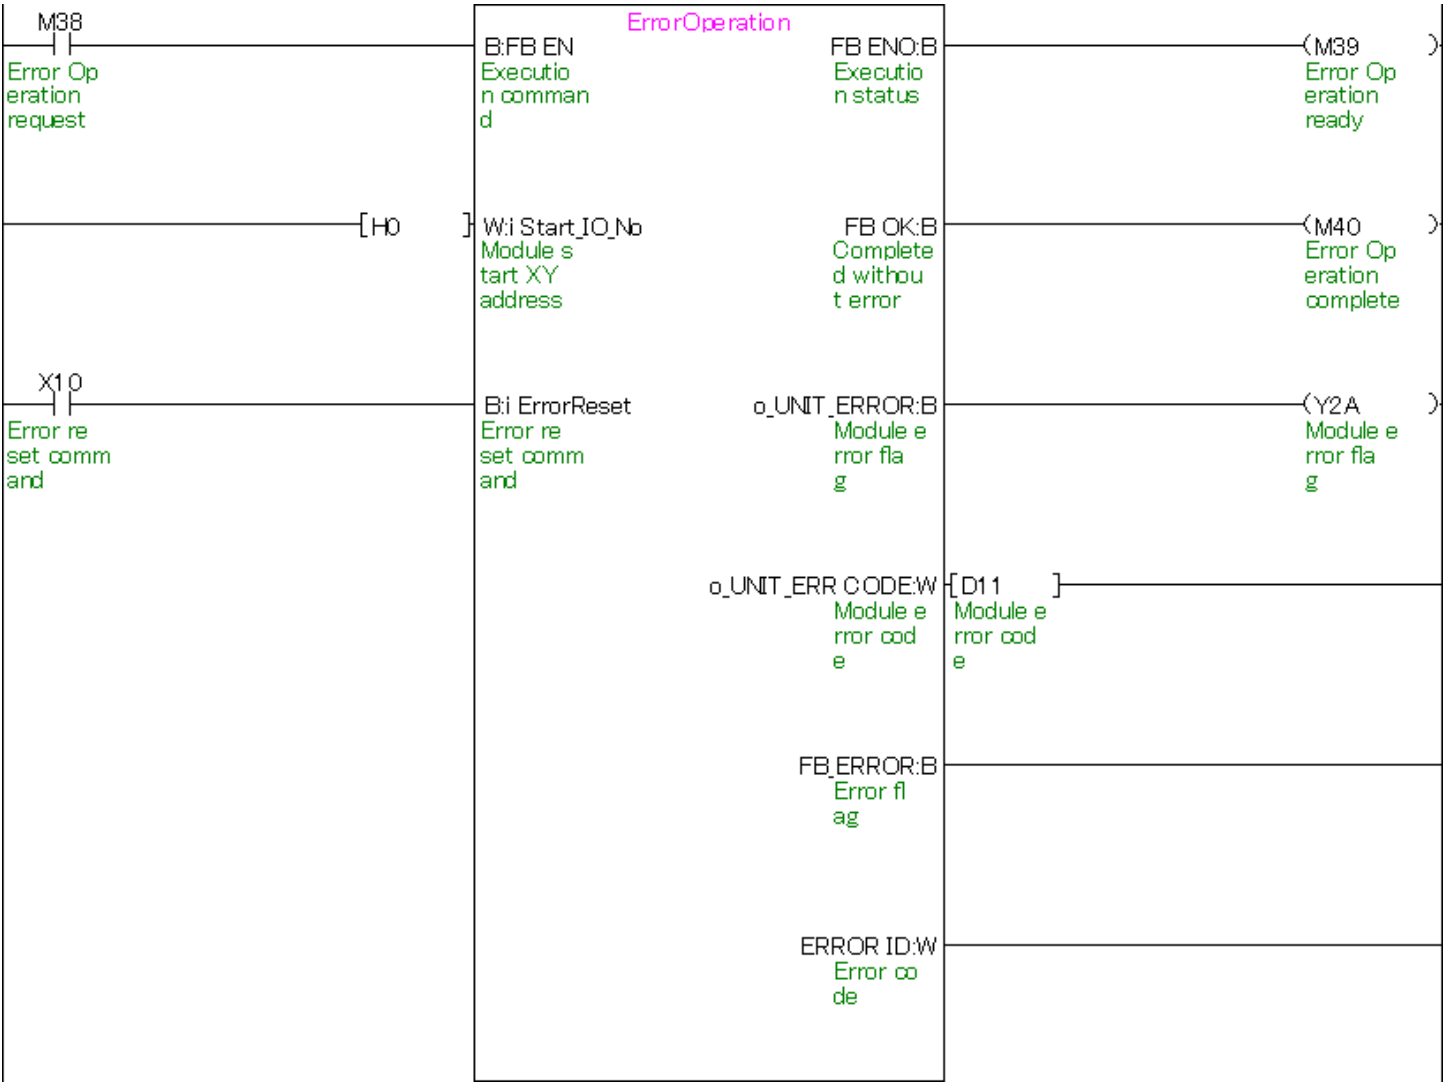 M38
ErrorOperation
B:FB EN
FB ENO:B
(M39 )
Error Op
eration
request
Executio
n comman
d
Executio
n status
Error Op
eration
ready
[H0 ]
W:i Start_IO_No
FB OK:B
(M40 )
Module s
tart XY
address
Complete
d withou
t error
Error Op
eration
complete
X10
B:i ErrorReset
o_UNIT_ERROR:B
(Y2A )
Error re
set comm
and
Error re
set comm
and
Module e
rror fla
g
Module e
rror fla
g
o_UNIT_ERR CODE:W
[D11 ]
Module e
rror cod
e
Module e
rror cod
e
FB_ERROR:B
Error fl
ag
ERROR ID:W
Error co
de